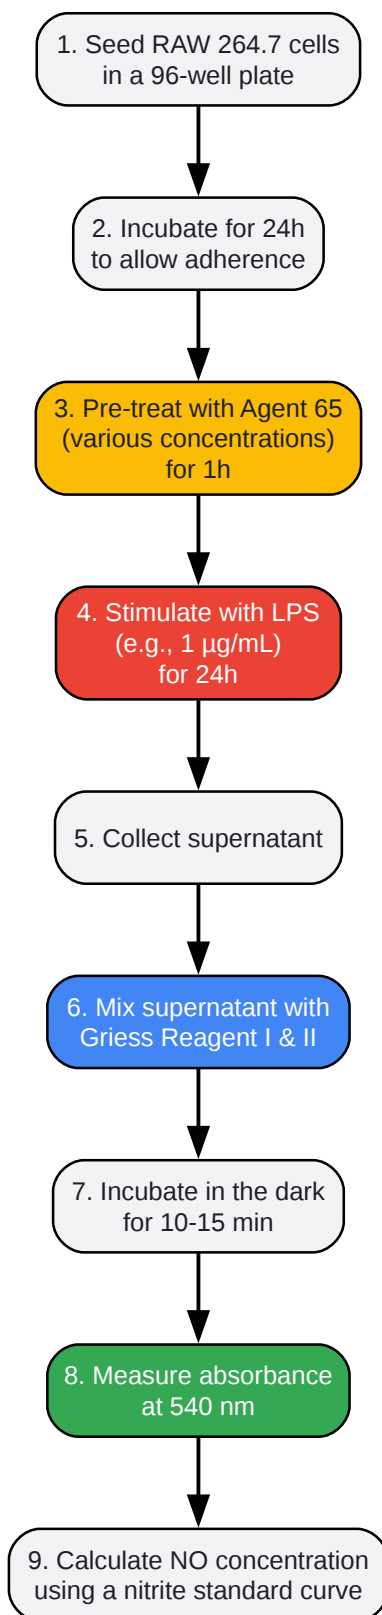 1. Seed RAW 264.7 cells
in a 96-well plate
2. Incubate for 24h
to allow adherence
3. Pre-treat with Agent 65
(various concentrations)
for 1h
4. Stimulate with LPS
(e.g., 1 µg/mL)
for 24h
5. Collect supernatant
6. Mix supernatant with
Griess Reagent I & II
7. Incubate in the dark
for 10-15 min
8. Measure absorbance
at 540 nm
9. Calculate NO concentration
using a nitrite standard curve